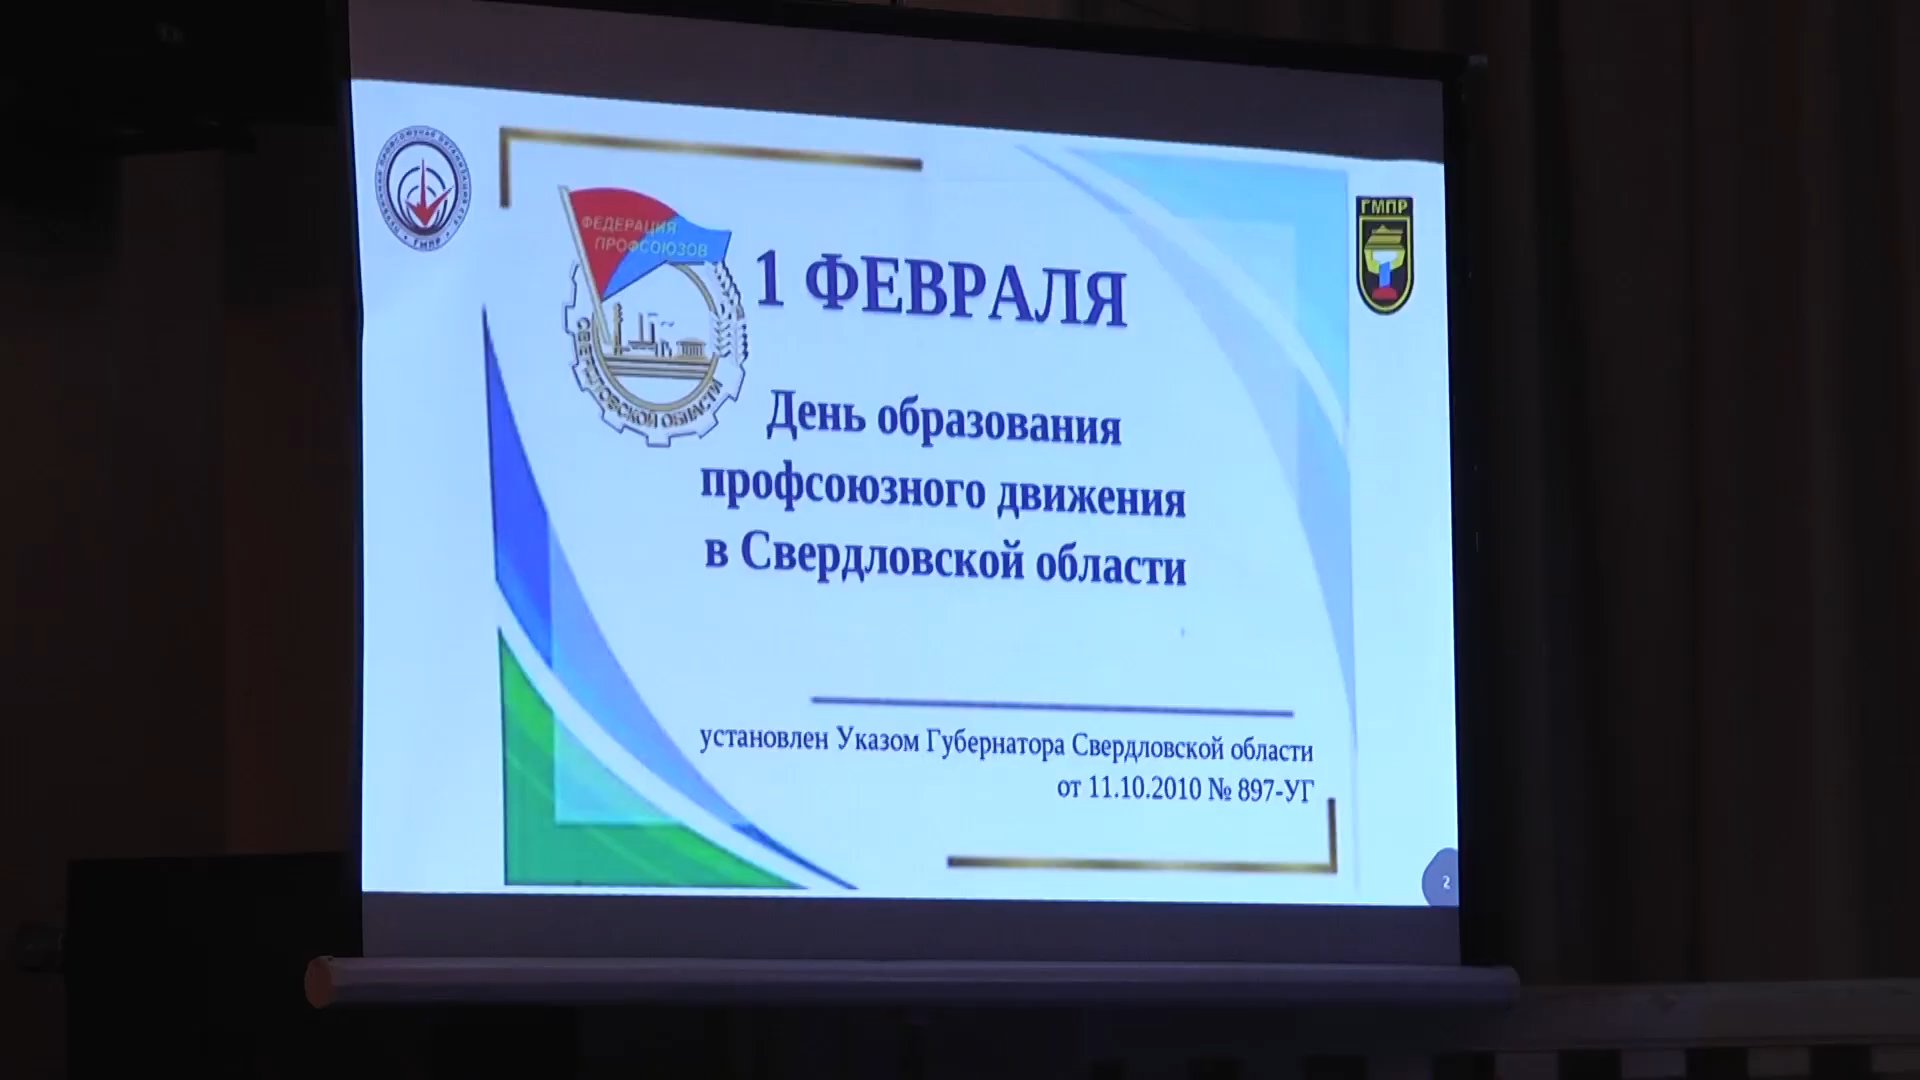 ГМПР
ГМПР
ФЕДЕРАЦИЯ
ПРОФСОЮЗОВ
СВЕРДЛОВСКОЙ ОБЛАСТИ
1 ФЕВРАЛЯ
День образования
профсоюзного движения
в Свердловской области
установлен Указом Губернатора Свердловской области
от 11.10.2010 № 897-УГ
2